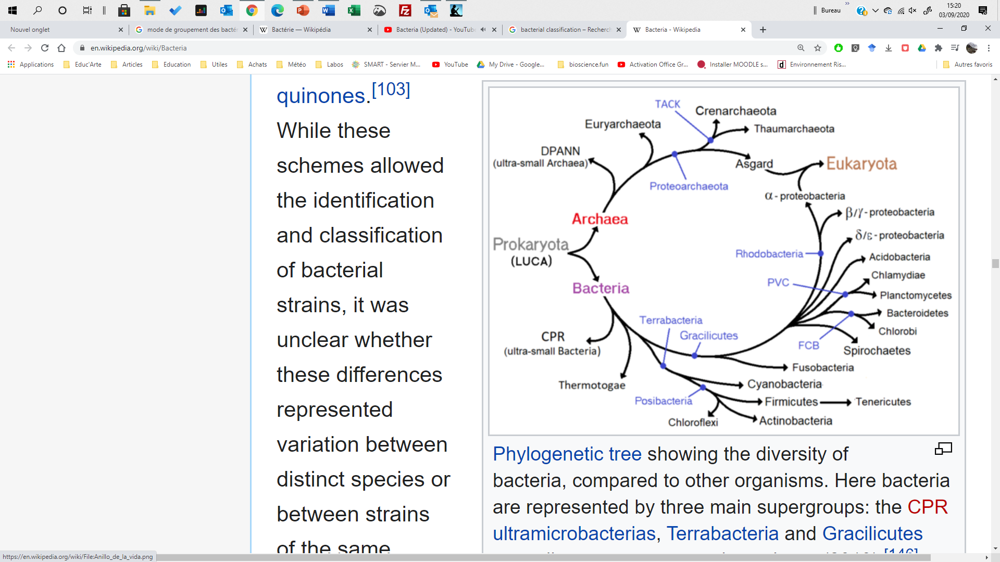 Bureau
15:20
03/09/2020
Nouvel onglet
mode de groupement des bactér
Bactérie — Wikipédia
Bacteria (Updated) - YouTube
bacterial classification – Recherch
Bacteria - Wikipedia
en.wikipedia.org/wiki/Bacteria
Applications
Educ'Arte
Articles
Education
Utiles
Achats
Météo
Labos
SMART - Servier M...
YouTube
My Drive - Google...
bioscience.fun
Activation Office Gr...
Installer MOODLE s...
Environnement Ris...
Autres favoris
quinones.[103]
While these
schemes allowed
the identification
and classification
of bacterial
strains, it was
unclear whether
these differences
represented
variation between
distinct species or
between strains
of the same
TACK
Crenarchaeota
Euryarchaeota
Thaumarchaeota
DPANN
(ultra-small Archaea)
Asgard
Eukaryota
Proteoarchaeota
α - proteobacteria
Archaea
β/γ - proteobacteria
Prokaryota
(LUCA)
δ/ε - proteobacteria
Rhodobacteria
Acidobacteria
Chlamydiae
PVC
Planctomycetes
Bacteria
Bacteroidetes
Terrabacteria
Chlorobi
Gracilicutes
CPR
(ultra-small Bacteria)
FCB
Spirochaetes
Fusobacteria
Thermotogae
Cyanobacteria
Posibacteria
Firmicutes
Tenericutes
Chloroflexi
Actinobacteria
Phylogenetic tree showing the diversity of
bacteria, compared to other organisms. Here bacteria
are represented by three main supergroups: the CPR
ultramicrobacterias, Terrabacteria and Gracilicutes
[146]
https://en.wikipedia.org/wiki/File:Anillo_de_la_vida.png